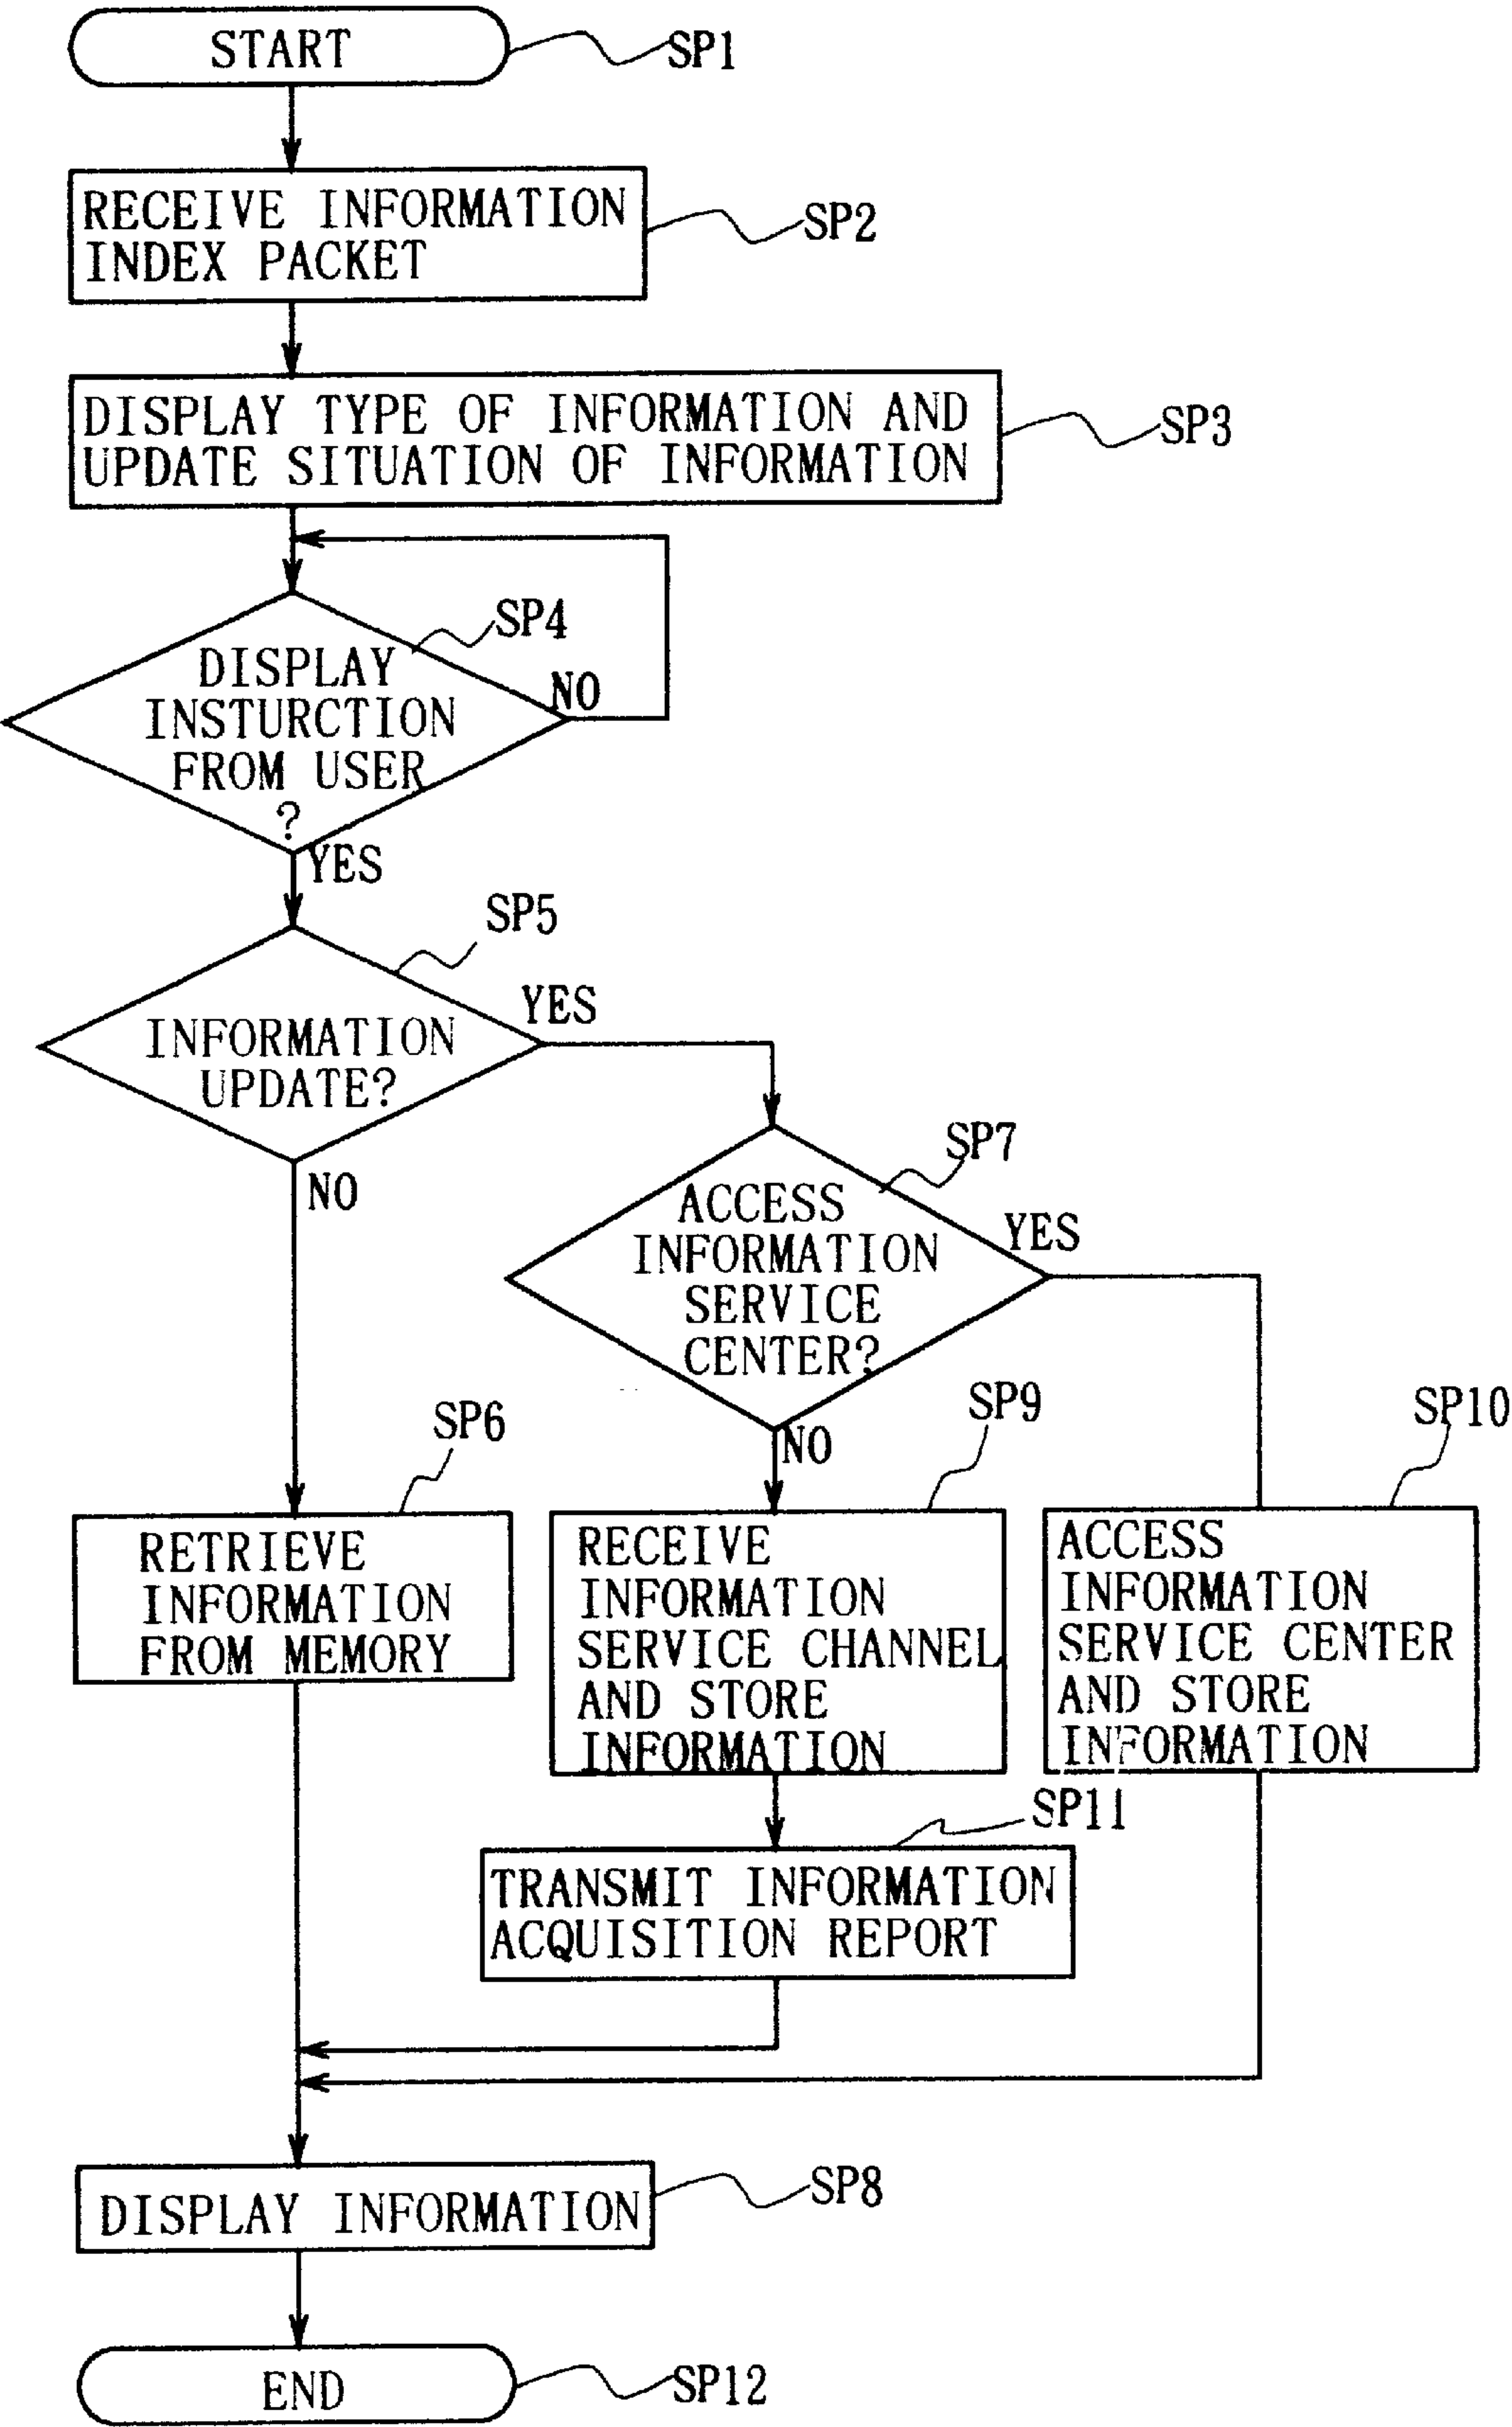 START
SP1
RECEIVE INFORMATION
INDEX PACKET
SP2
DISPLAY TYPE OF INFORMATION AND
UPDATE SITUATION OF INFORMATION
SP3
SP4
DISPLAY
INSTURCTION
FROM USER
?
NO
YES
SP5
INFORMATION
UPDATE?
YES
NO
SP7
ACCESS
INFORMATION
SERVICE
CENTER?
YES
NO
SP6
RETRIEVE
INFORMATION
FROM MEMORY
SP9
RECEIVE
INFORMATION
SERVICE CHANNEL
AND STORE
INFORMATION
SP10
ACCESS
INFORMATION
SERVICE CENTER
AND STORE
INFORMATION
SP11
TRANSMIT INFORMATION
ACQUISITION REPORT
DISPLAY INFORMATION
SP8
END
SP12